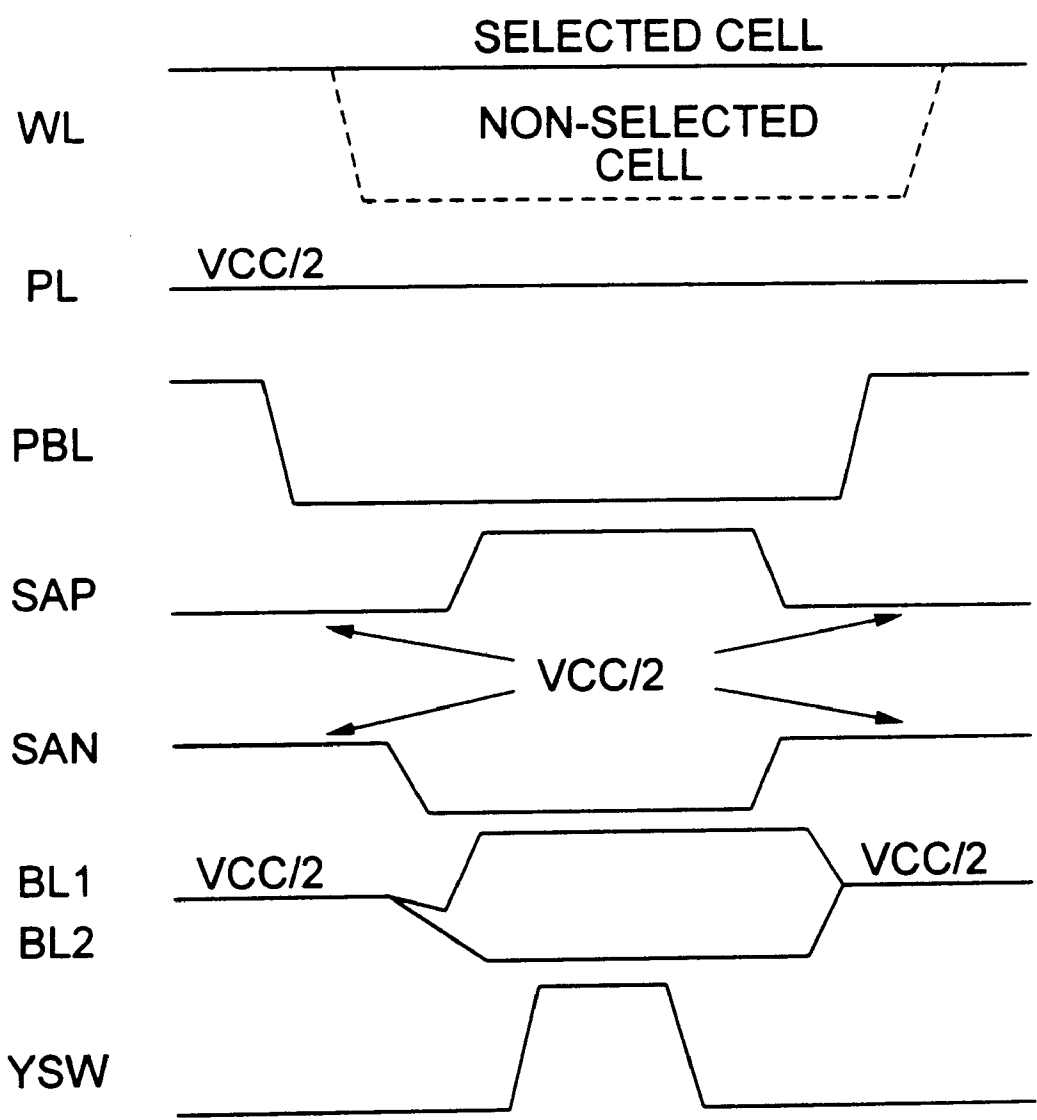 SELECTED CELL
WL
NON-SELECTED
CELL
VCC/2
PL
PBL
SAP
VCC/2
SAN
VCC/2
VCC/2
BL1
BL2
YSW